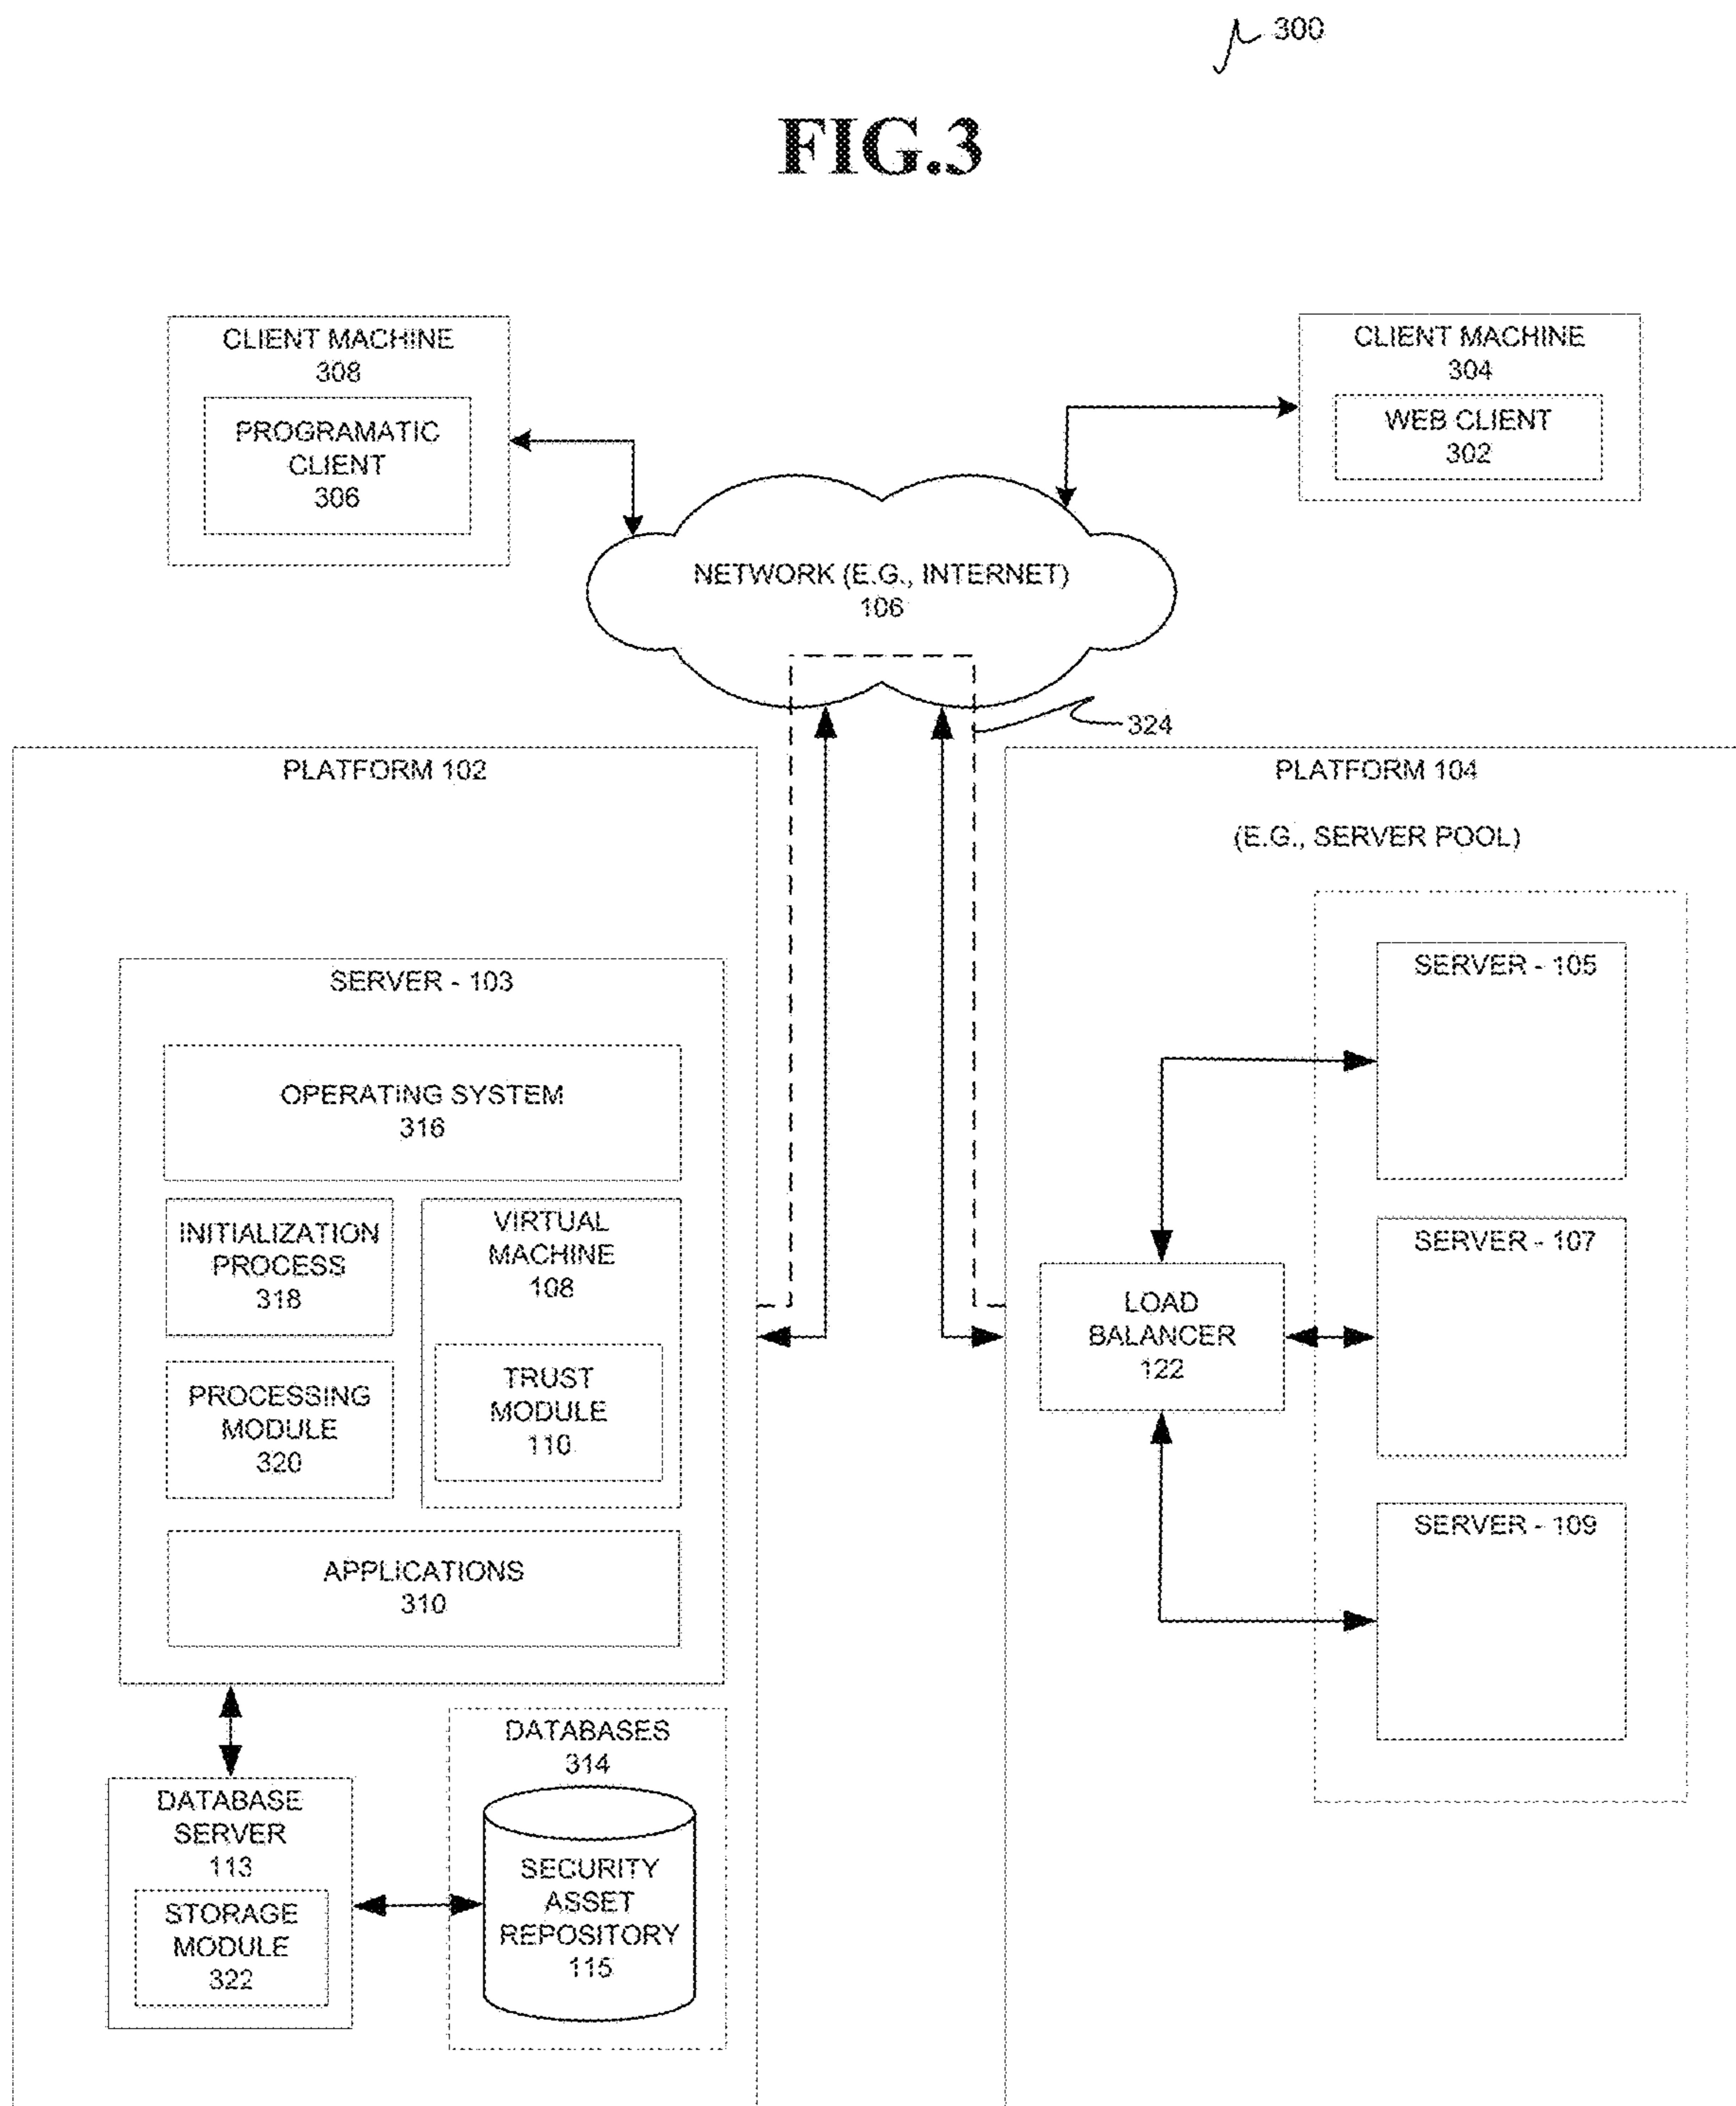 300
FIG.3
CLIENT MACHINE
308
PROGRAMATIC
CLIENT
306
CLIENT MACHINE
304
WEB CLIENT
302
NETWORK (E.G., INTERNET)
106
324
PLATFORM 102
SERVER - 103
OPERATING SYSTEM
316
INITIALIZATION
PROCESS
318
VIRTUAL
MACHINE
108
TRUST
MODULE
110
PROCESSING
MODULE
320
APPLICATIONS
310
DATABASE
SERVER
113
STORAGE
MODULE
322
DATABASES
314
SECURITY
ASSET
REPOSITORY
115
PLATFORM 104
(E.G., SERVER POOL)
SERVER - 105
SERVER - 107
SERVER - 109
LOAD
BALANCER
122